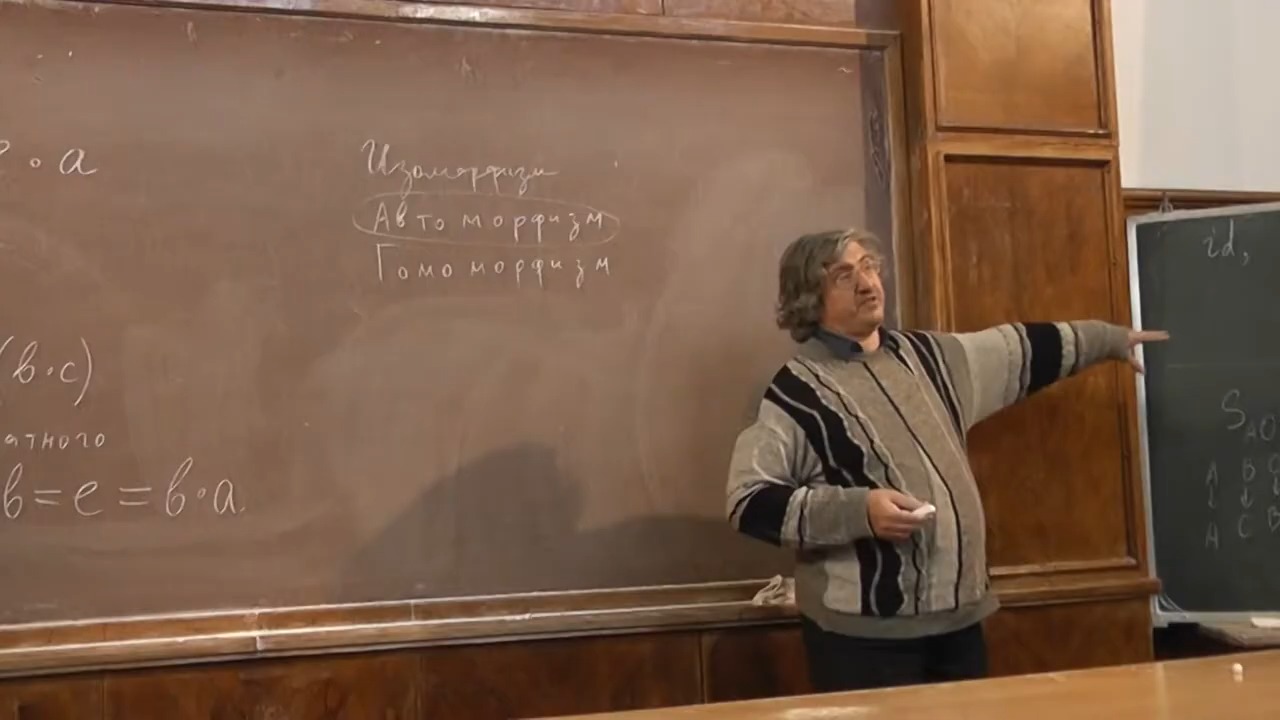 ∘ a
(в∘c)
атного
в = e = в∘a.
Изоморфизм
Автоморфизм
Гомоморфизм
id,
S
A B
↓ ↓
A C B